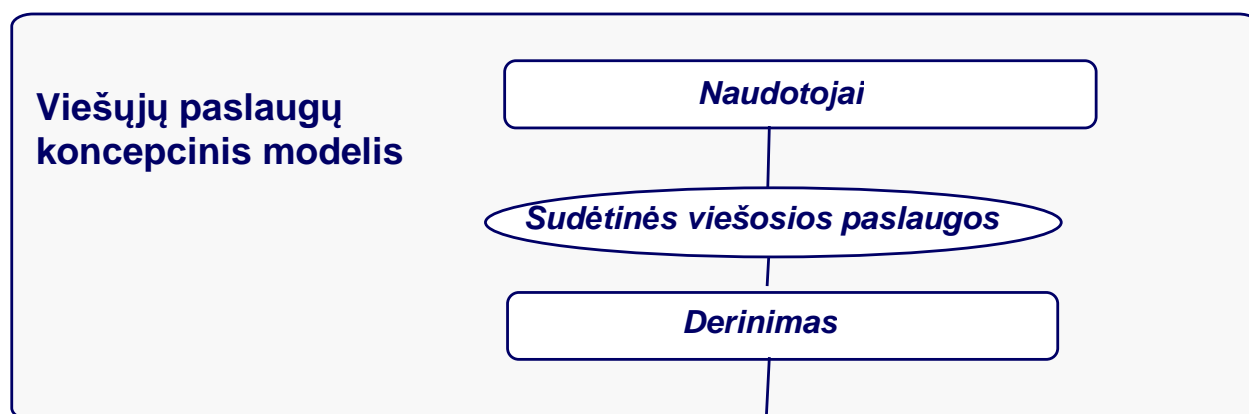 Viešųjų paslaugų
koncepcinis modelis
Naudotojai
Sudėtinės viešosios paslaugos
Derinimas